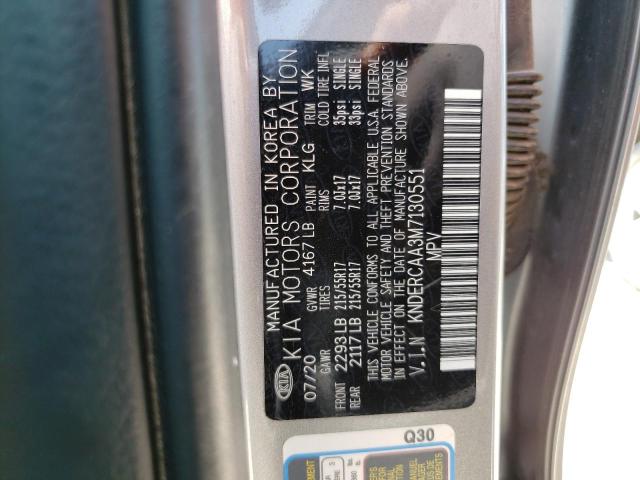 MANUFACTURED IN KOREA BY
KIA KIA MOTORS CORPORATION
07/20 GVWR 4167 LB PAINT KLG TRIM WK
GAWR TIRES RIMS COLD TIRE INFL
FRONT 2293 LB 215/55R17 7.0Jx17 35psi SINGLE
REAR 2117 LB 215/55R17 7.0Jx17 33psi SINGLE
THIS VEHICLE CONFORMS TO ALL APPLICABLE U.S.A. FEDERAL
MOTOR VEHICLE SAFETY AND THEFT PREVENTION STANDARDS
IN EFFECT ON THE DATE OF MANUFACTURE SHOWN ABOVE.
V.I.N KNDERCAA3M7130551
MPV
Q30